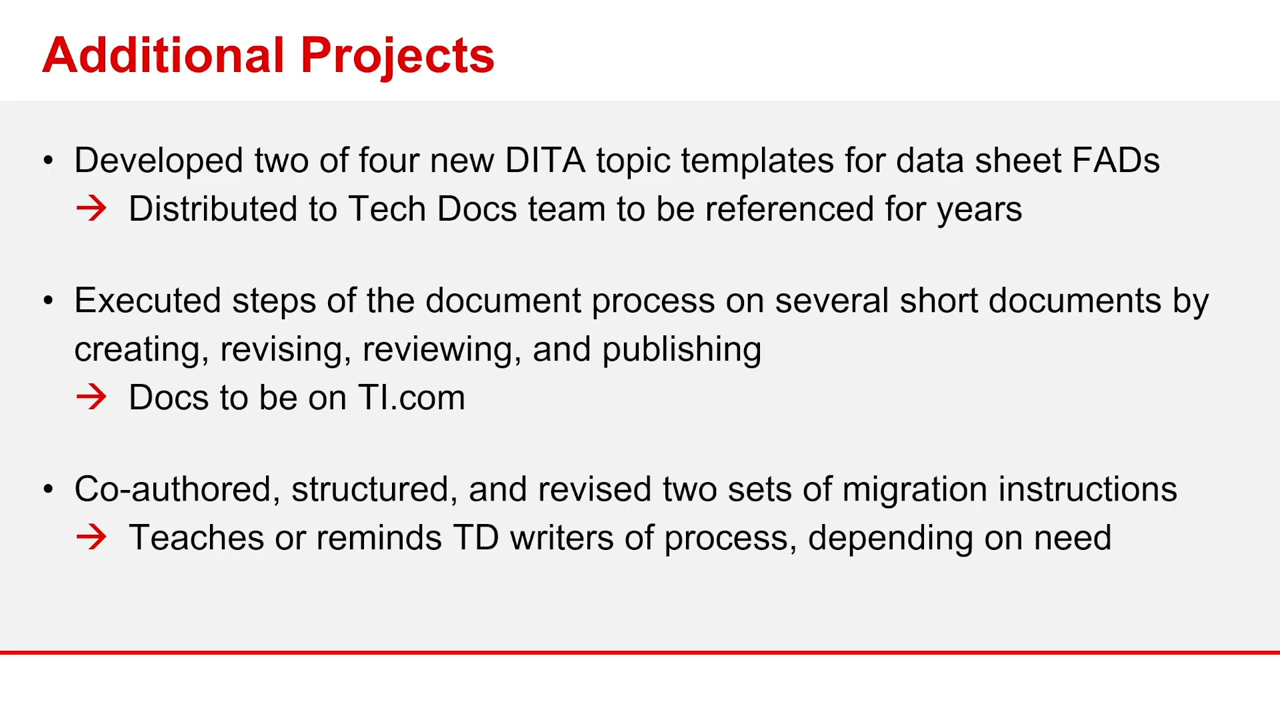 Additional Projects
• Developed two of four new DITA topic templates for data sheet FADs
→ Distributed to Tech Docs team to be referenced for years
• Executed steps of the document process on several short documents by
creating, revising, reviewing, and publishing
→ Docs to be on TI.com
• Co-authored, structured, and revised two sets of migration instructions
→ Teaches or reminds TD writers of process, depending on need